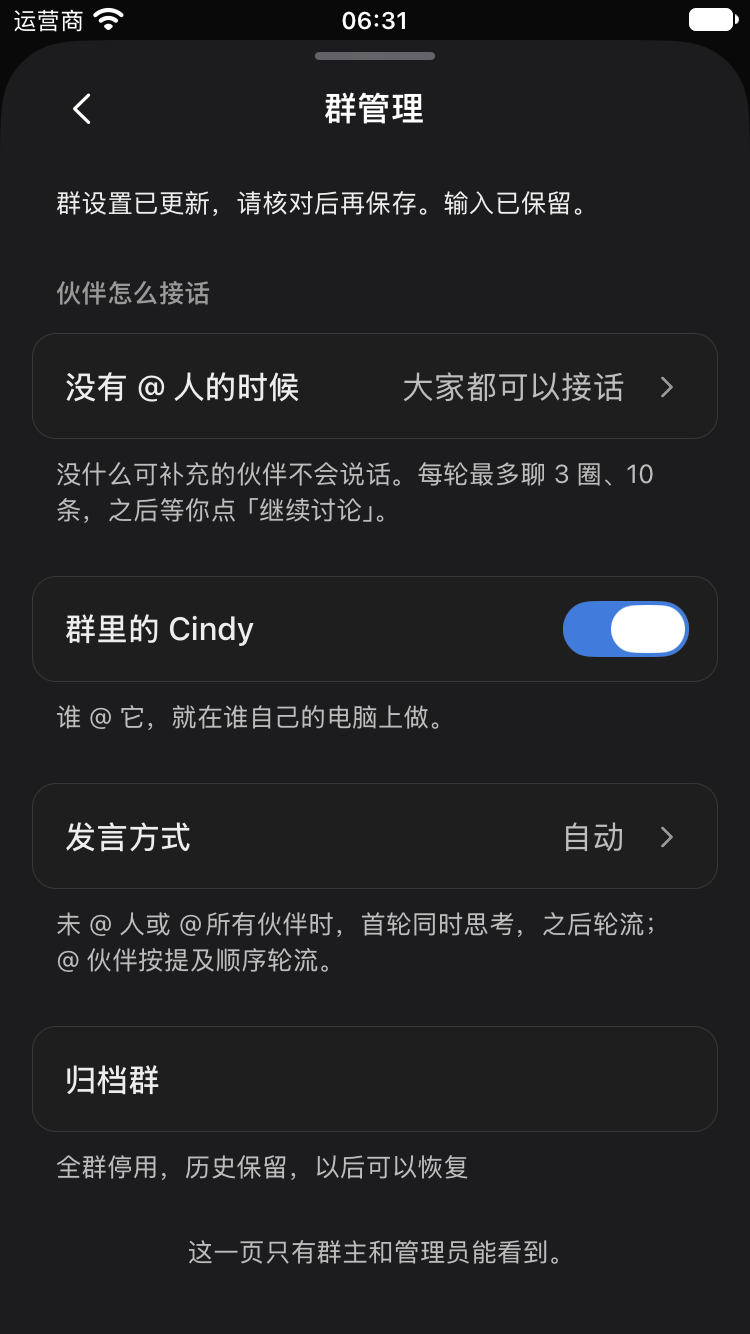 运营商 06:31
群管理
群设置已更新，请核对后再保存。输入已保留。
伙伴怎么接话
没有 @ 人的时候 大家都可以接话
没什么可补充的伙伴不会说话。每轮最多聊 3 圈、10
条，之后等你点「继续讨论」。
群里的 Cindy
谁 @ 它，就在谁自己的电脑上做。
发言方式 自动
未 @ 人或 @所有伙伴时，首轮同时思考，之后轮流；
@ 伙伴按提及顺序轮流。
归档群
全群停用，历史保留，以后可以恢复
这一页只有群主和管理员能看到。